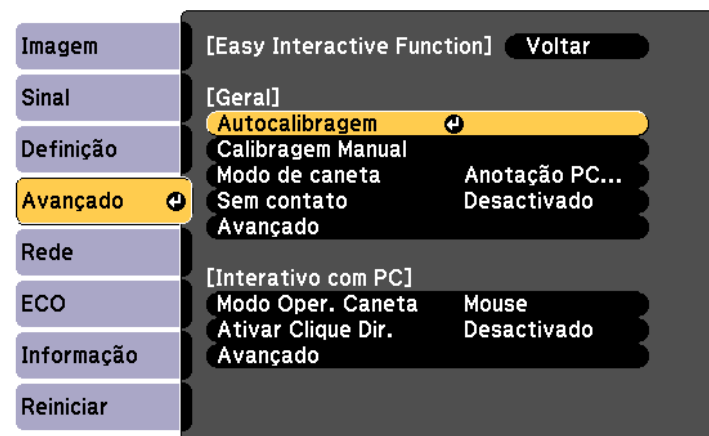 Imagem
Sinal
Definição
Avançado
Rede
ECO
Informação
Reiniciar
[Easy Interactive Function] Voltar
[Geral]
Autocalibragem
Calibragem Manual
Modo de caneta Anotação PC...
Sem contato Desactivado
Avançado
[Interativo com PC]
Modo Oper. Caneta Mouse
Ativar Clique Dir. Desactivado
Avançado